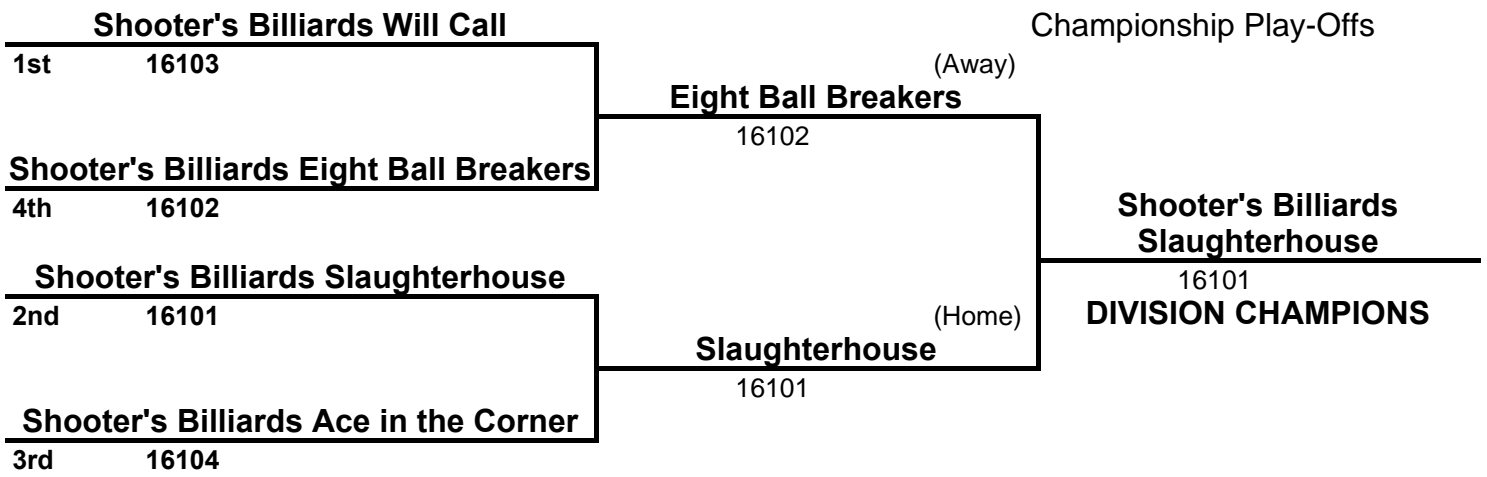 Shooter's Billiards Will Call
Championship Play-Offs
1st 16103
(Away)
Eight Ball Breakers
16102
Shooter's Billiards Eight Ball Breakers
4th 16102
Shooter's Billiards
Slaughterhouse
Shooter's Billiards Slaughterhouse
16101
2nd 16101
(Home)
DIVISION CHAMPIONS
Slaughterhouse
16101
Shooter's Billiards Ace in the Corner
3rd 16104